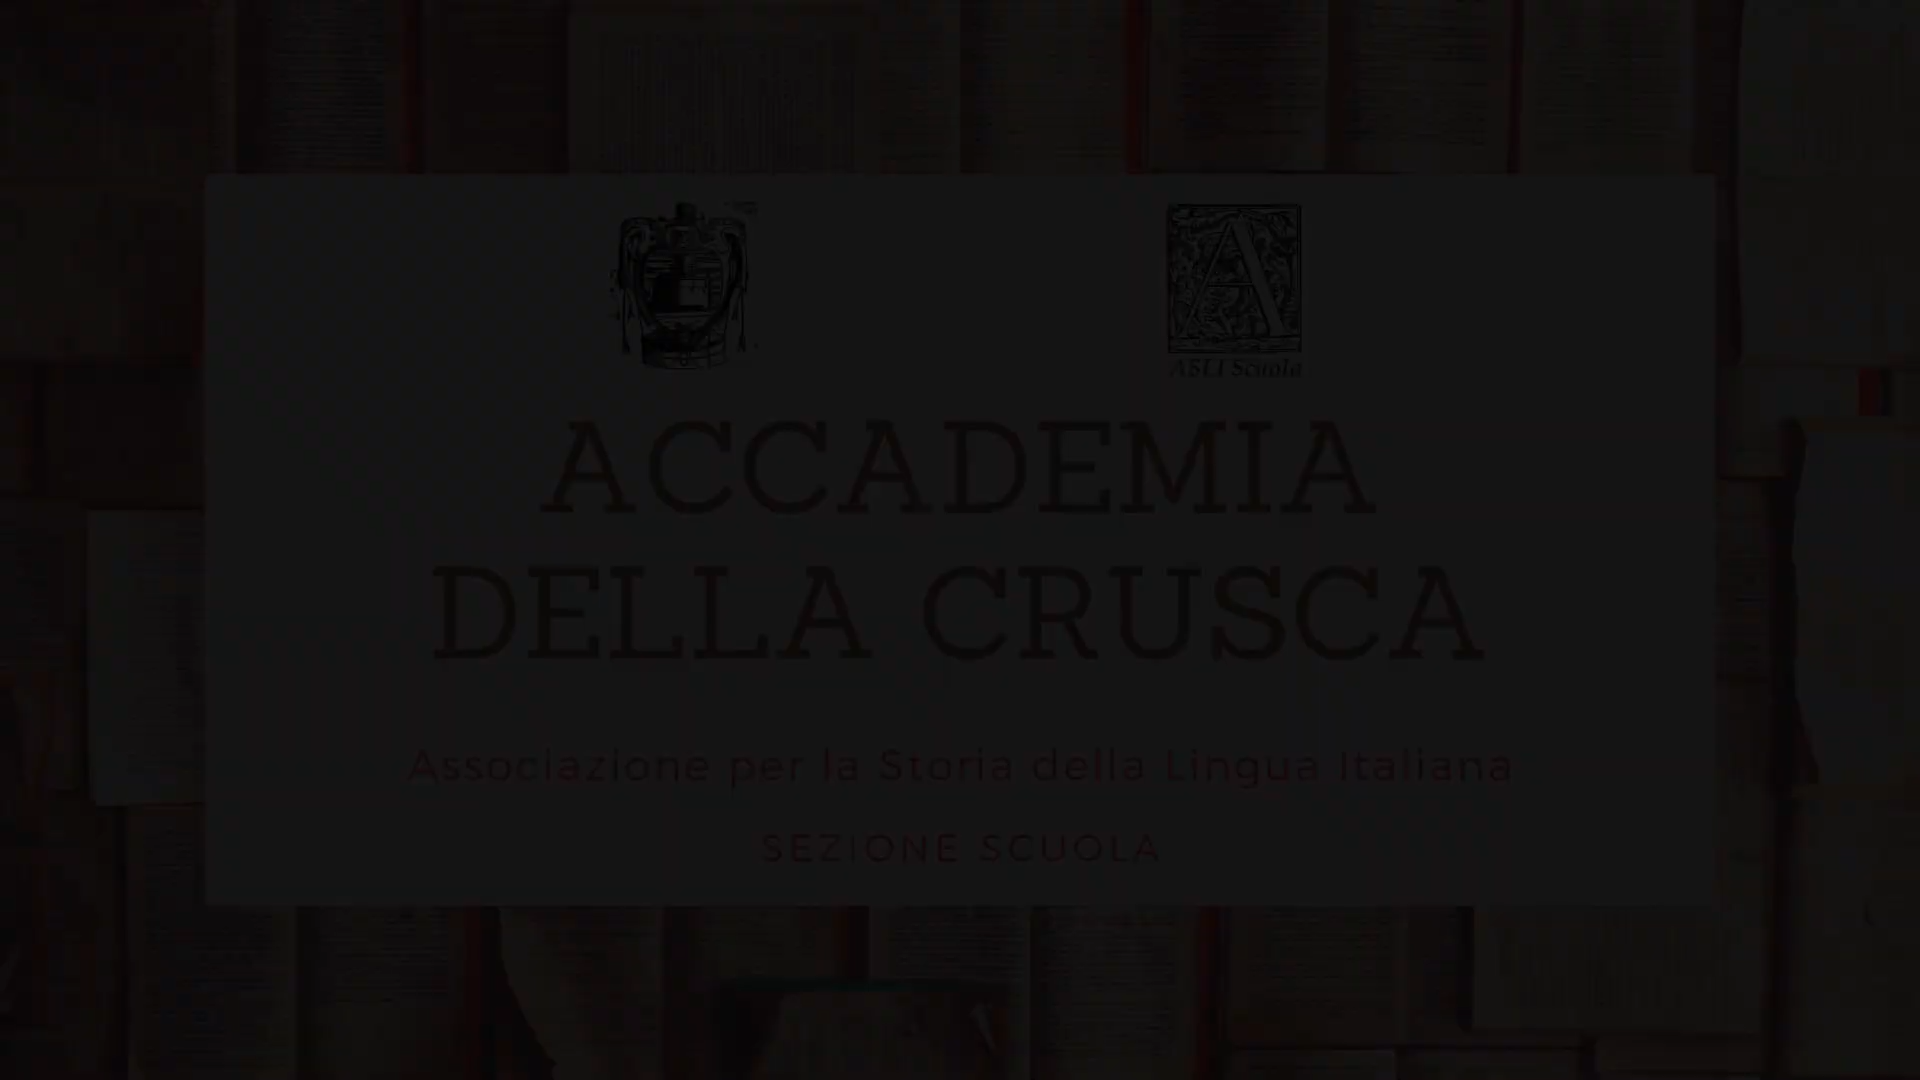 ASLI Scuola
ACCADEMIA
DELLA CRUSCA
Associazione per la Storia della Lingua Italiana
SEZIONE SCUOLA